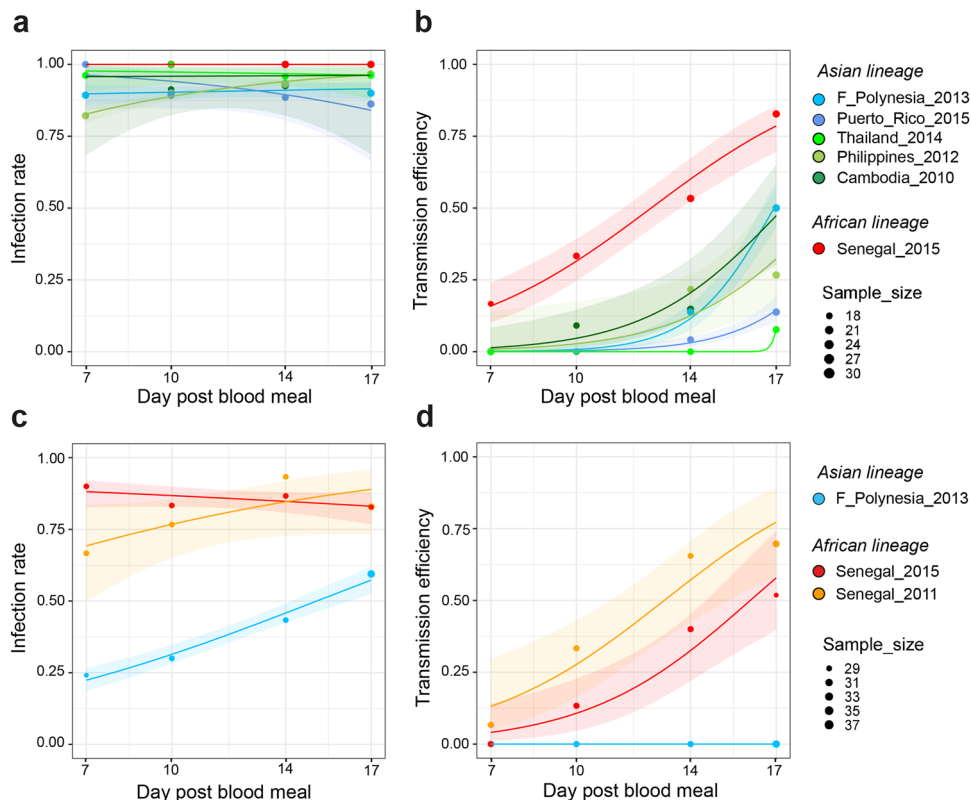 a
1.00
0.75
0.50
0.25
0.00
Infection rate
7 10 14 17
Day post blood meal
b
1.00
0.75
0.50
0.25
0.00
Transmission efficiency
7 10 14 17
Day post blood meal
Asian lineage
F_Polynesia_2013
Puerto_Rico_2015
Thailand_2014
Philippines_2012
Cambodia_2010
African lineage
Senegal_2015
Sample_size
18
21
24
27
30
c
1.00
0.75
0.50
0.25
0.00
Infection rate
7 10 14 17
Day post blood meal
d
1.00
0.75
0.50
0.25
0.00
Transmission efficiency
7 10 14 17
Day post blood meal
Asian lineage
F_Polynesia_2013
African lineage
Senegal_2015
Senegal_2011
Sample_size
29
31
33
35
37